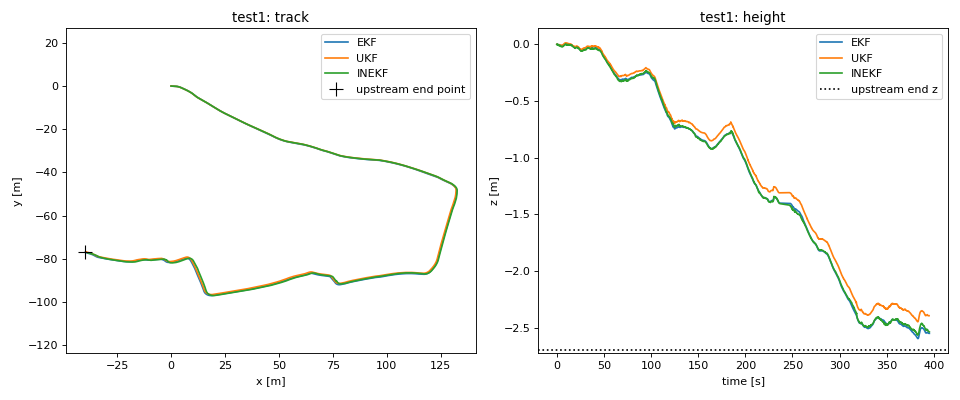 test1: track
EKF
UKF
INEKF
upstream end point
20
0
−20
−40
−60
−80
−100
−120
y [m]
−25
0
25
50
75
100
125
x [m]
test1: height
EKF
UKF
INEKF
upstream end z
0.0
−0.5
−1.0
−1.5
−2.0
−2.5
z [m]
0
50
100
150
200
250
300
350
400
time [s]